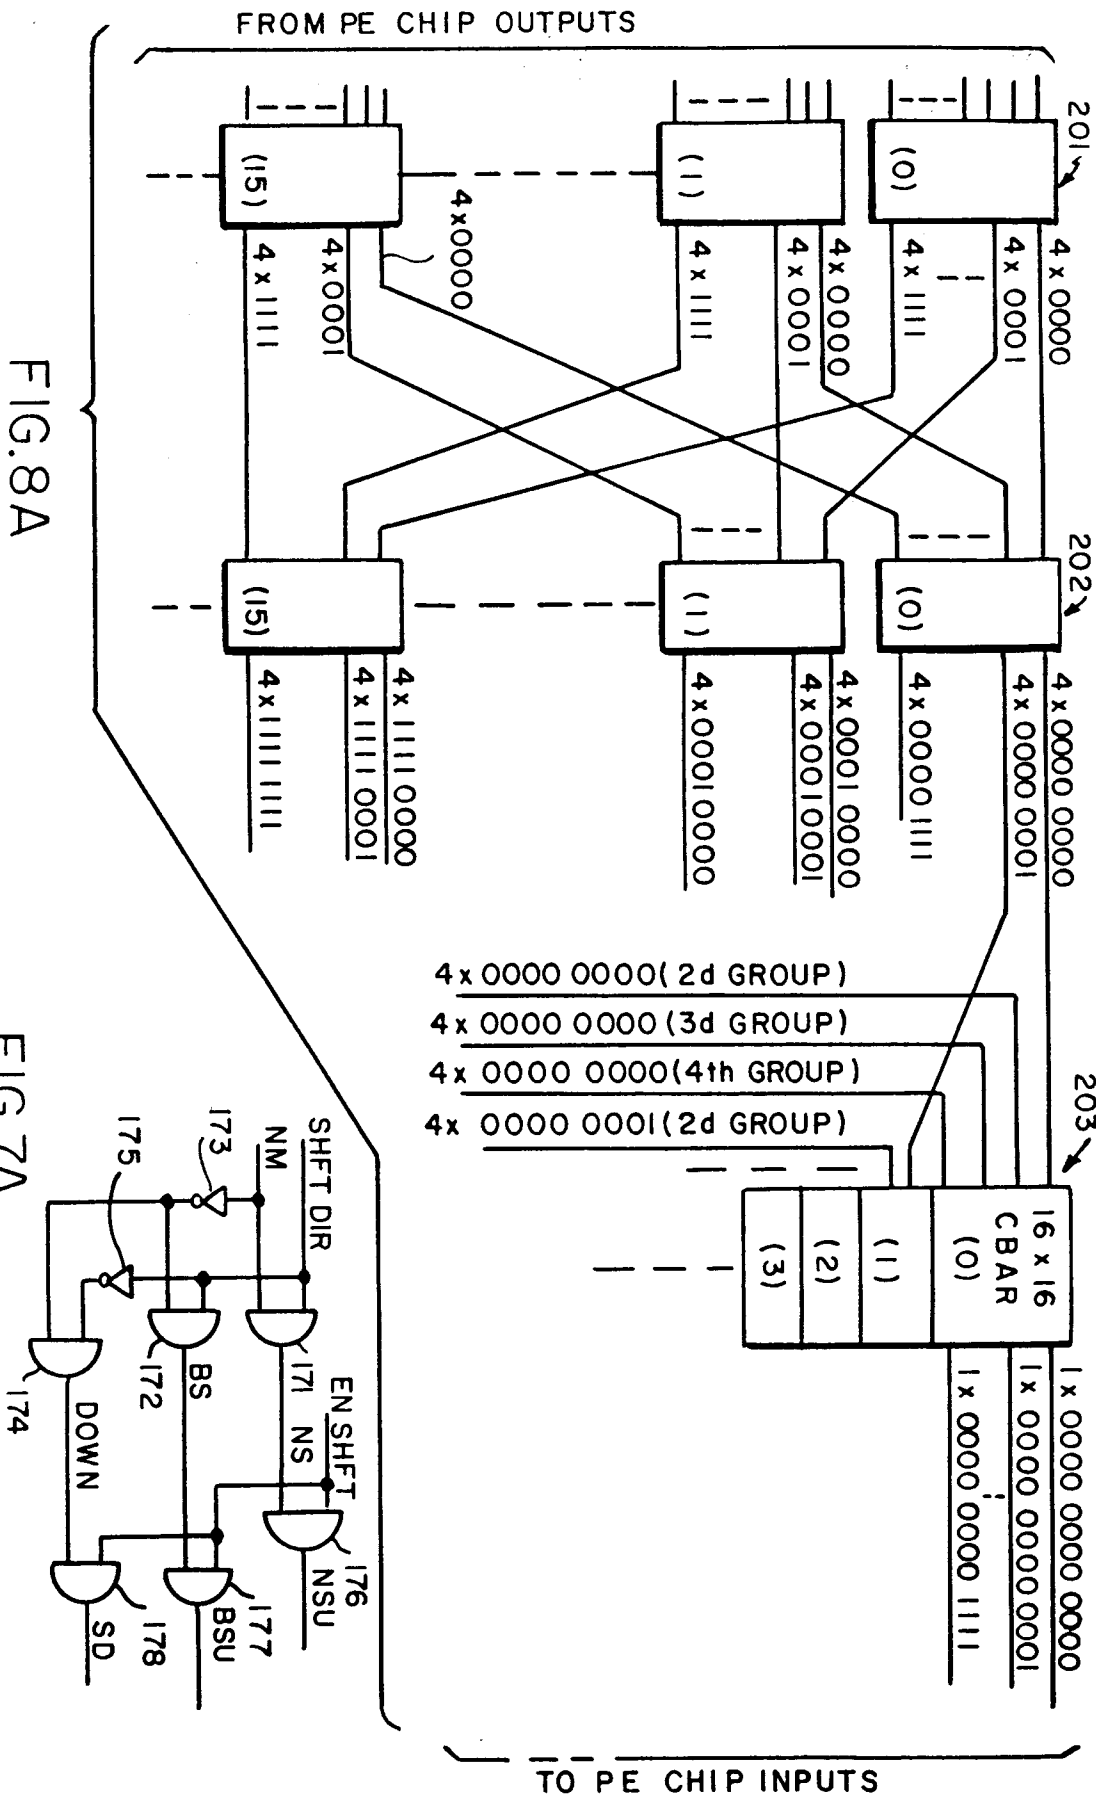 FROM PE CHIP OUTPUTS
201
(0)
(1)
(15)
4x0000
4x0001
4x1111
4x0000
4x0001
4x1111
4x0000
4x0001
4x1111
202
(0)
(1)
(15)
4x0000 0000
4x0000 0001
4x0000 1111
4x0001 0000
4x0001 0001
4x0001 0000
4x1111 0000
4x1111 0001
4x1111 1111
4x 0000 0000(2d GROUP)
4x 0000 0000(3d GROUP)
4x 0000 0000(4th GROUP)
4x 0000 0001(2d GROUP)
203
16 x 16
CBAR
(0)
(1)
(2)
(3)
1x 0000 0000 0000
1x 0000 0000 0001
1x 0000 0000 1111
TO PE CHIP INPUTS
FIG.8A
SHFT DIR
NM
173
175
171
172
174
NS
BS
DOWN
EN SHFT
176
177
178
NSU
BSU
SD
FIG.7A